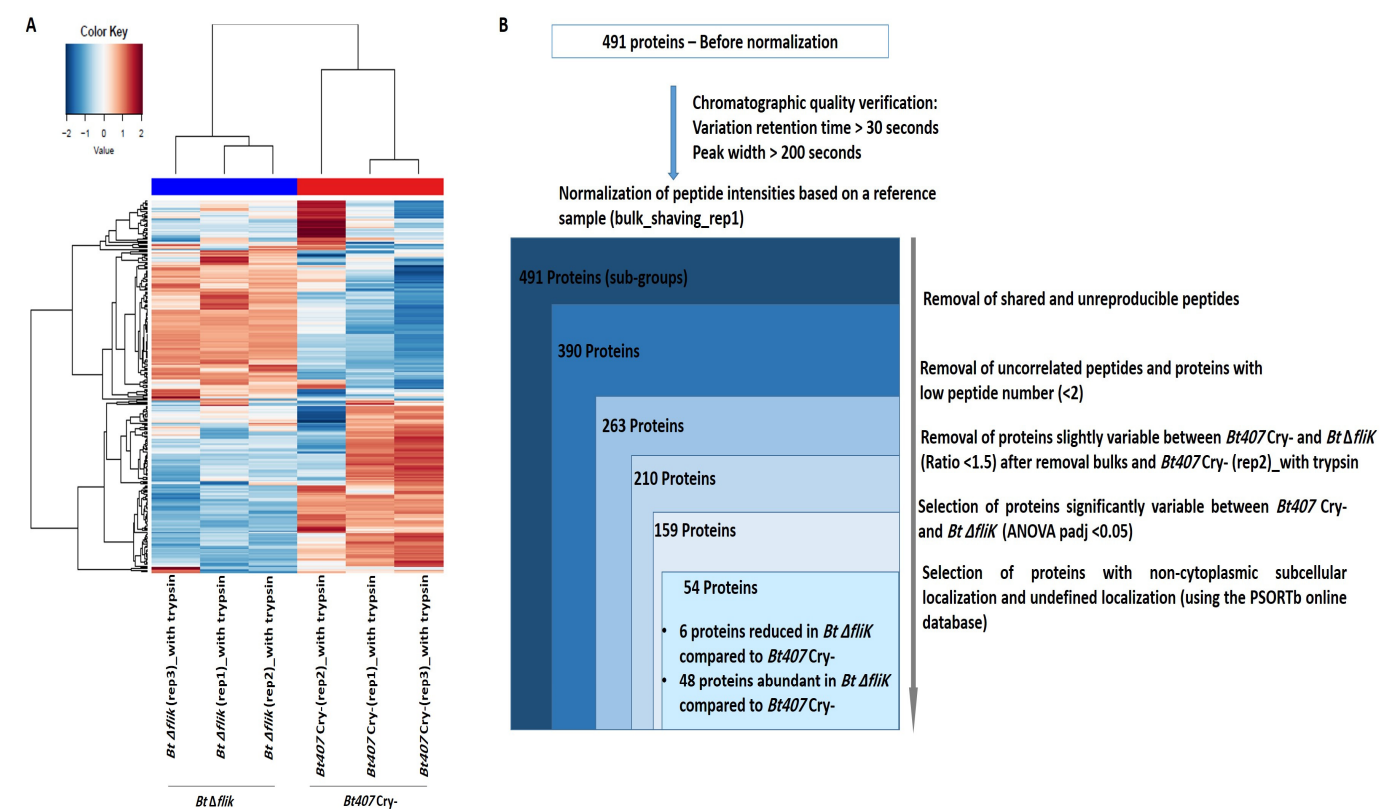 A
Color Key
−2 −1 0 1 2
Value
Bt Δflik (rep3)_with trypsin
Bt Δflik (rep1)_with trypsin
Bt Δflik (rep2)_with trypsin
Bt407 Cry-(rep2)_with trypsin
Bt407 Cry-(rep1)_with trypsin
Bt407 Cry-(rep3)_with trypsin
Bt Δflik
Bt407 Cry-
B
491 proteins – Before normalization
Chromatographic quality verification:
Variation retention time > 30 seconds
Peak width > 200 seconds
Normalization of peptide intensities based on a reference
sample (bulk_shaving_rep1)
491 Proteins (sub-groups)
390 Proteins
263 Proteins
210 Proteins
159 Proteins
54 Proteins
• 6 proteins reduced in Bt ΔfliK
compared to Bt407 Cry-
• 48 proteins abundant in Bt ΔfliK
compared to Bt407 Cry-
Removal of shared and unreproducible peptides
Removal of uncorrelated peptides and proteins with
low peptide number (<2)
Removal of proteins slightly variable between Bt407 Cry- and Bt ΔfliK
(Ratio <1.5) after removal bulks and Bt407 Cry- (rep2)_with trypsin
Selection of proteins significantly variable between Bt407 Cry-
and Bt ΔfliK (ANOVA padj <0.05)
Selection of proteins with non-cytoplasmic subcellular
localization and undefined localization (using the PSORTb online
database)